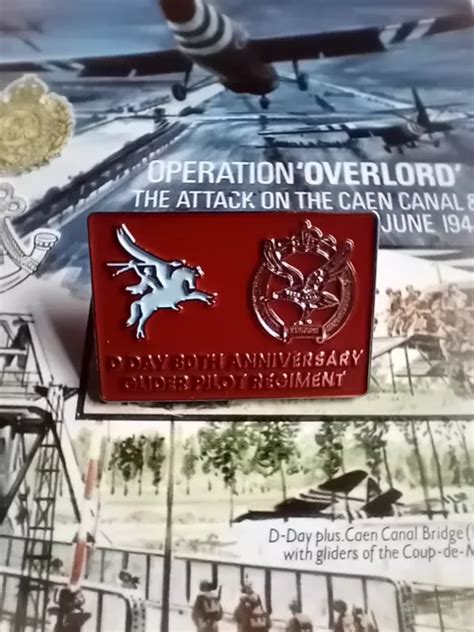 OPERATION 'OVERLORD'
THE ATTACK ON THE CAEN CANAL &
JUNE 194
D DAY 60TH ANNIVERSARY
GLIDER PILOT REGIMENT
D-Day plus. Caen Canal Bridge (
with gliders of the Coup-de-